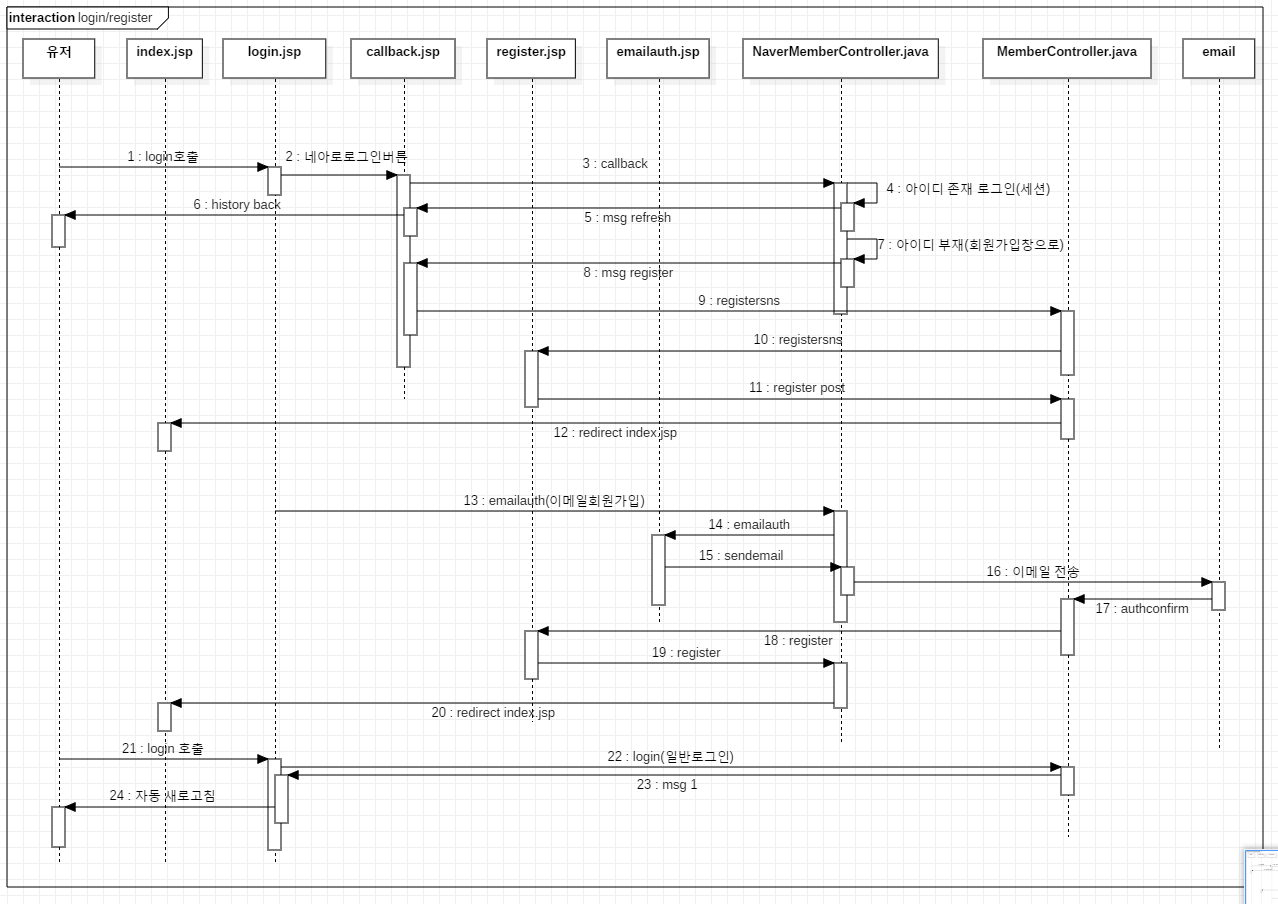 interaction login/register
유저 index.jsp login.jsp callback.jsp register.jsp emailauth.jsp NaverMemberController.java MemberController.java email
1 : login호출
2 : 네아로로그인버튼
3 : callback
4 : 아이디 존재 로그인(세션)
5 : msg refresh
6 : history back
7 : 아이디 부재(회원가입창으로)
8 : msg register
9 : registersns
10 : registersns
11 : register post
12 : redirect index.jsp
13 : emailauth(이메일회원가입)
14 : emailauth
15 : sendemail
16 : 이메일 전송
17 : authconfirm
18 : register
19 : register
20 : redirect index.jsp
21 : login 호출
22 : login(일반로그인)
23 : msg 1
24 : 자동 새로고침